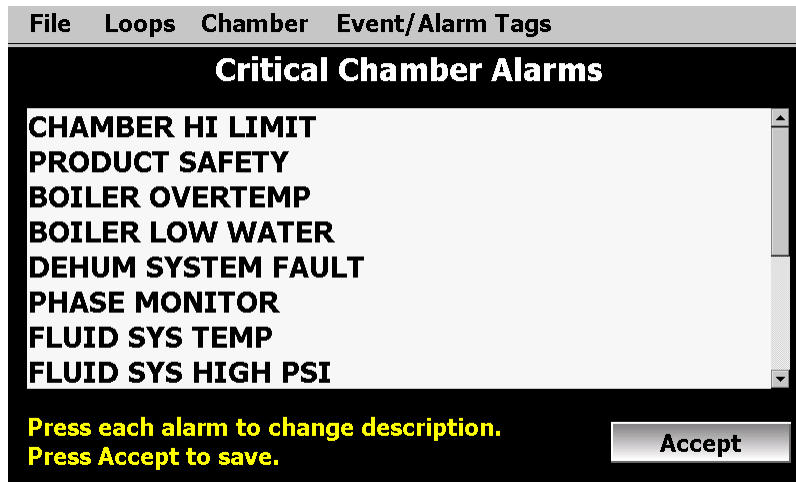 File Loops Chamber Event/Alarm Tags
Critical Chamber Alarms
CHAMBER HI LIMIT
PRODUCT SAFETY
BOILER OVERTEMP
BOILER LOW WATER
DEHUM SYSTEM FAULT
PHASE MONITOR
FLUID SYS TEMP
FLUID SYS HIGH PSI
Press each alarm to change description.
Press Accept to save.
Accept